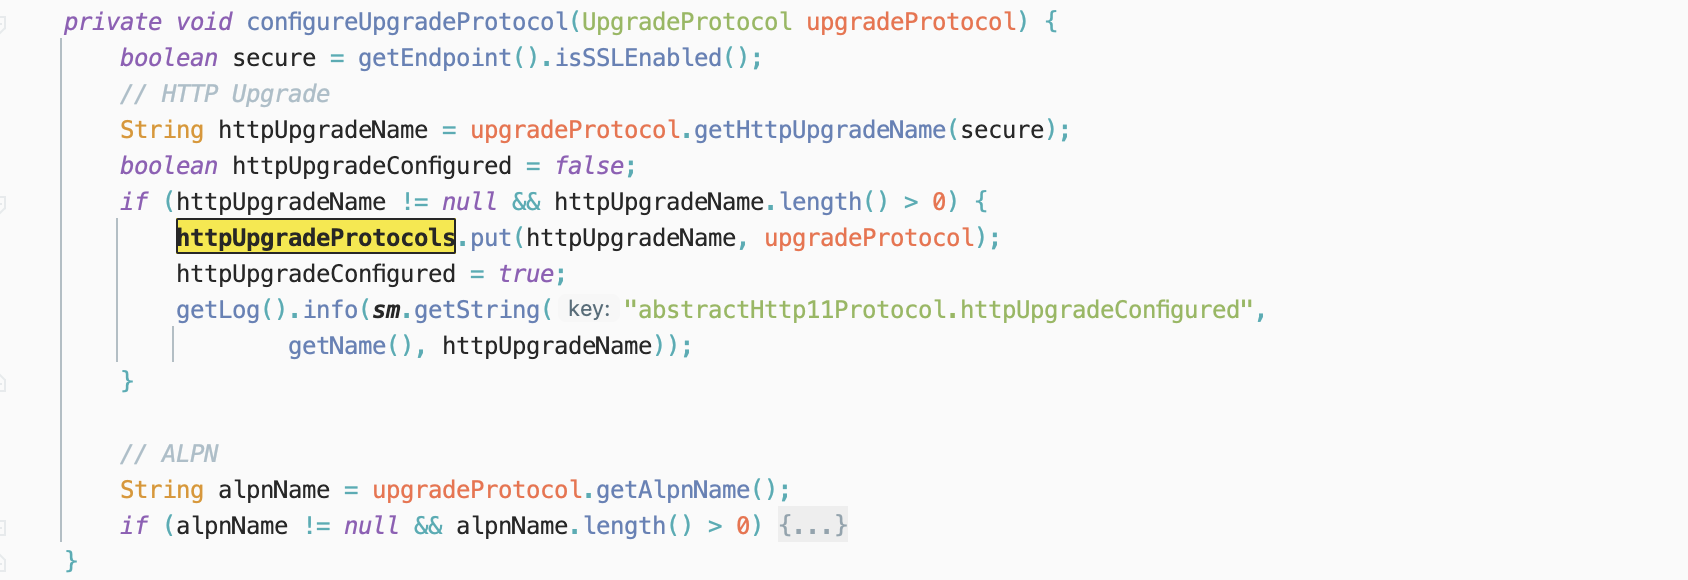 private void configureUpgradeProtocol(UpgradeProtocol upgradeProtocol) {
boolean secure = getEndpoint().isSSLEnabled();
// HTTP Upgrade
String httpUpgradeName = upgradeProtocol.getHttpUpgradeName(secure);
boolean httpUpgradeConfigured = false;
if (httpUpgradeName != null && httpUpgradeName.length() > 0) {
httpUpgradeProtocols.put(httpUpgradeName, upgradeProtocol);
httpUpgradeConfigured = true;
getLog().info(sm.getString( key: "abstractHttp11Protocol.httpUpgradeConfigured",
getName(), httpUpgradeName));
}
// ALPN
String alpnName = upgradeProtocol.getAlpnName();
if (alpnName != null && alpnName.length() > 0) {...}
}